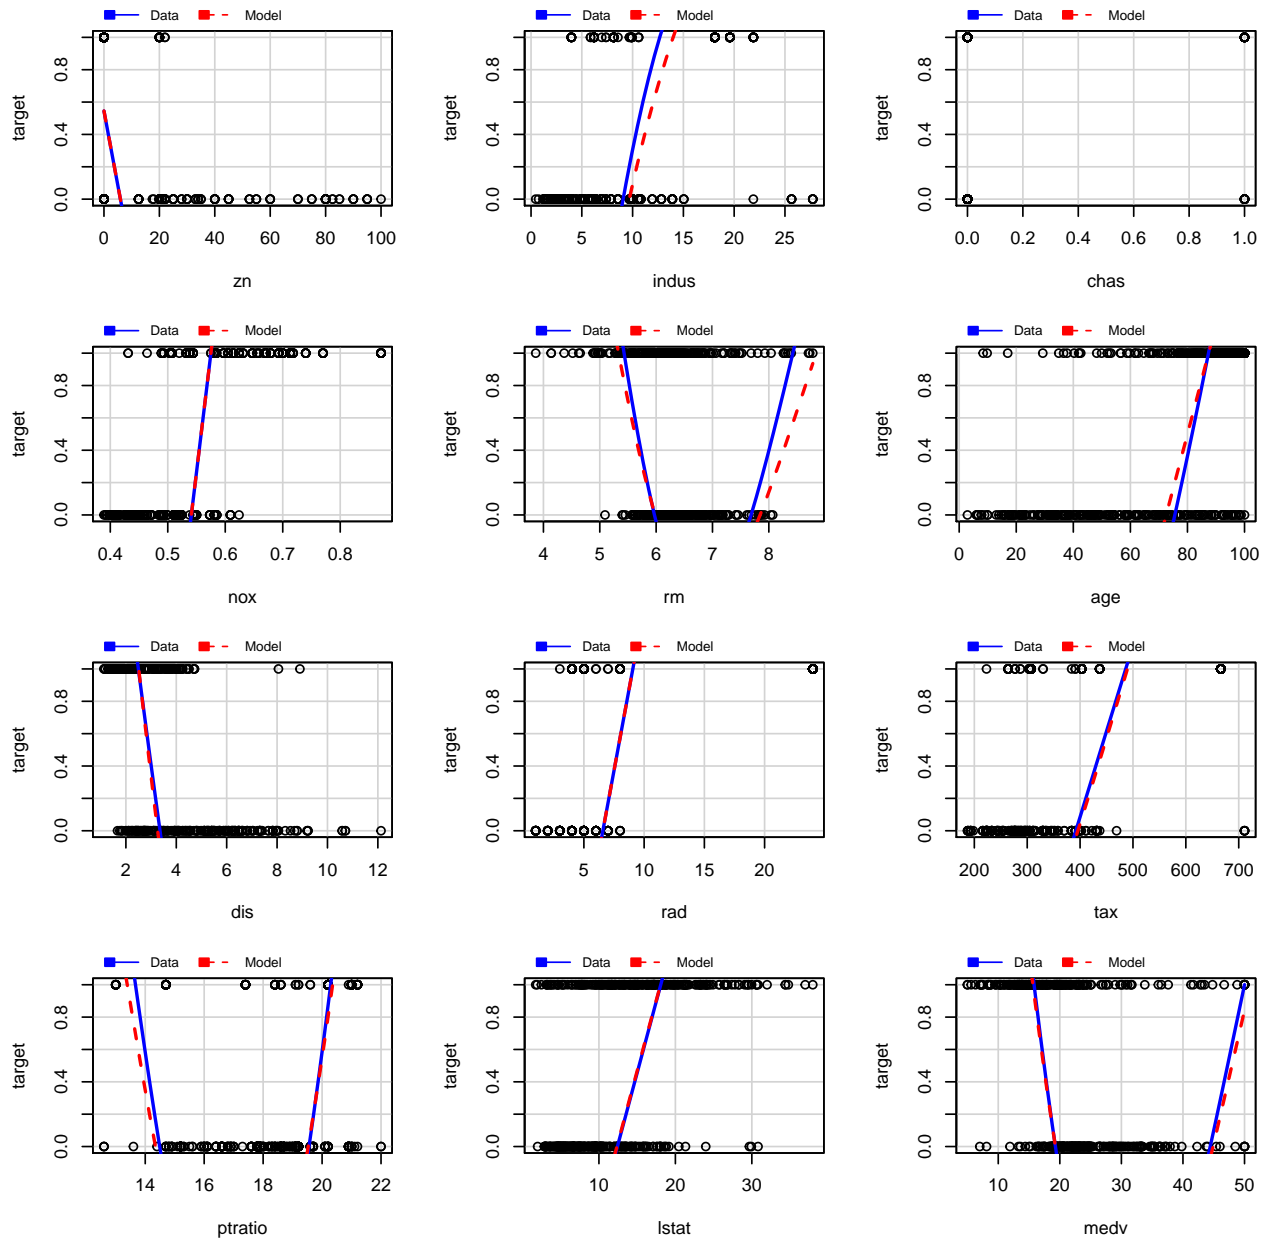 Data Model
target
0.0 0.4 0.8
0 20 40 60 80 100
zn
Data Model
target
0.0 0.4 0.8
0 5 10 15 20 25
indus
Data Model
target
0.0 0.4 0.8
0.0 0.2 0.4 0.6 0.8 1.0
chas
Data Model
target
0.0 0.4 0.8
0.4 0.5 0.6 0.7 0.8
nox
Data Model
target
0.0 0.4 0.8
4 5 6 7 8
rm
Data Model
target
0.0 0.4 0.8
0 20 40 60 80 100
age
Data Model
target
0.0 0.4 0.8
2 4 6 8 10 12
dis
Data Model
target
0.0 0.4 0.8
5 10 15 20
rad
Data Model
target
0.0 0.4 0.8
200 300 400 500 600 700
tax
Data Model
target
0.0 0.4 0.8
14 16 18 20 22
ptratio
Data Model
target
0.0 0.4 0.8
10 20 30
lstat
Data Model
target
0.0 0.4 0.8
10 20 30 40 50
medv